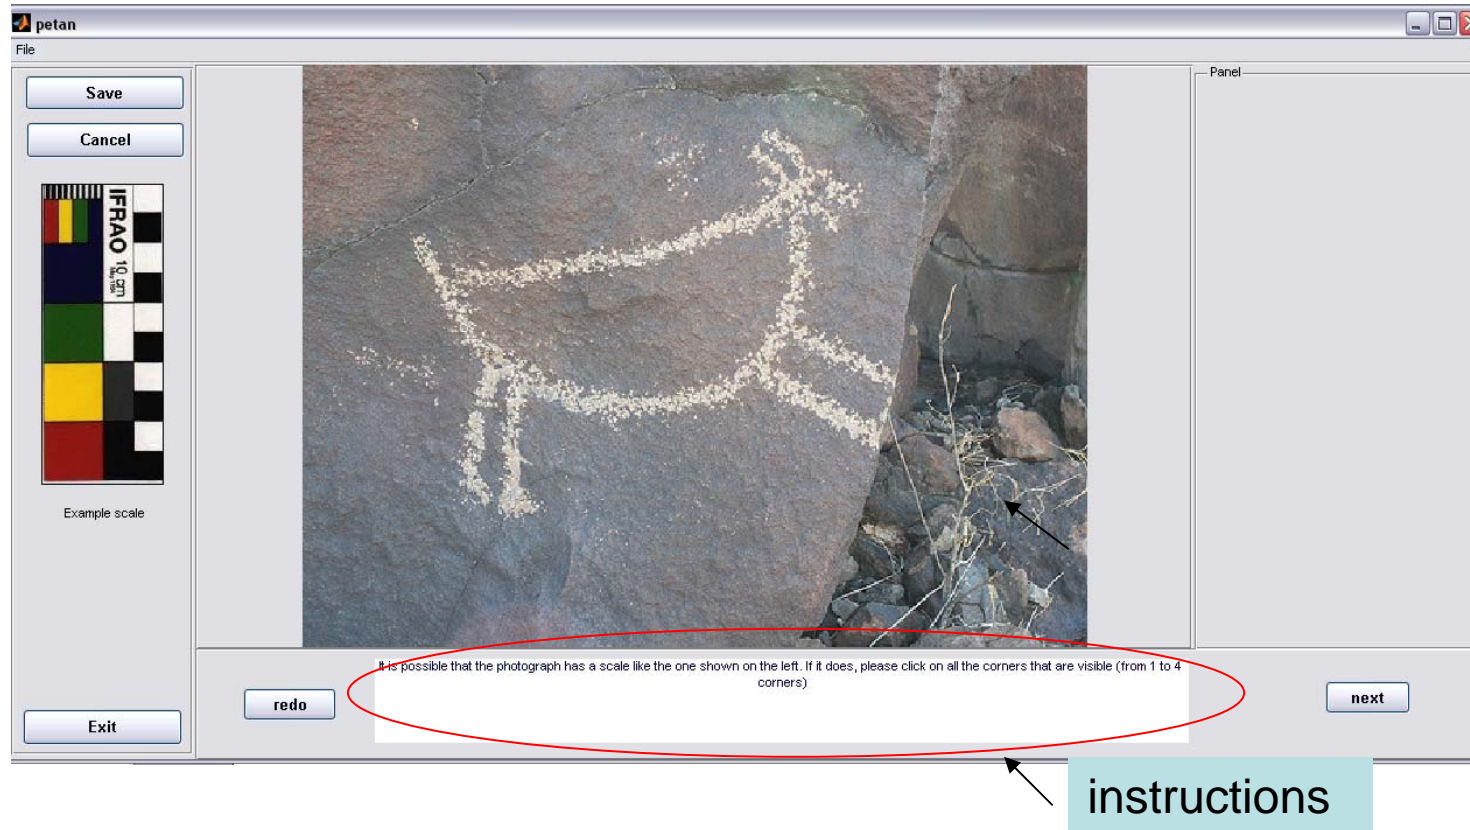 petan
File
Save
Cancel
IFRAO 10 cm
Example scale
Exit
Panel
It is possible that the photograph has a scale like the one shown on the left. If it does, please click on all the corners that are visible (from 1 to 4
corners)
redo
next
instructions